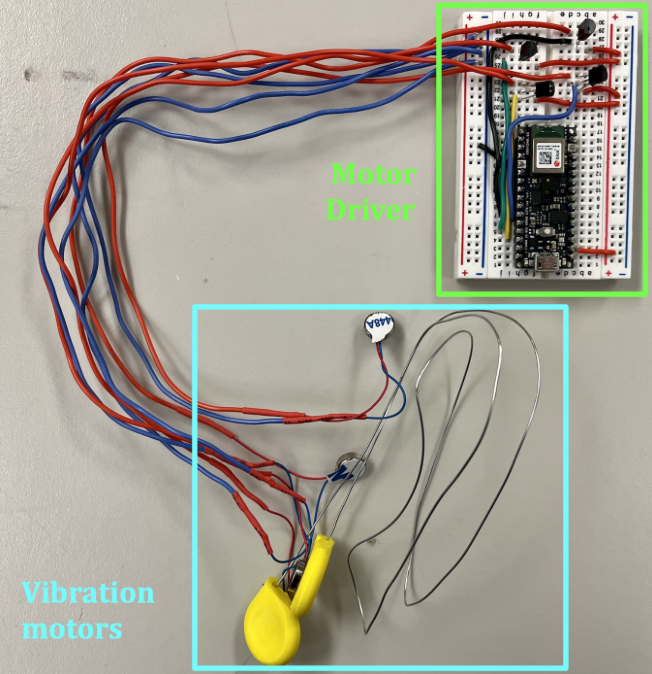 f g h i j
a b c d e
Motor
Driver
448A
Vibration
motors